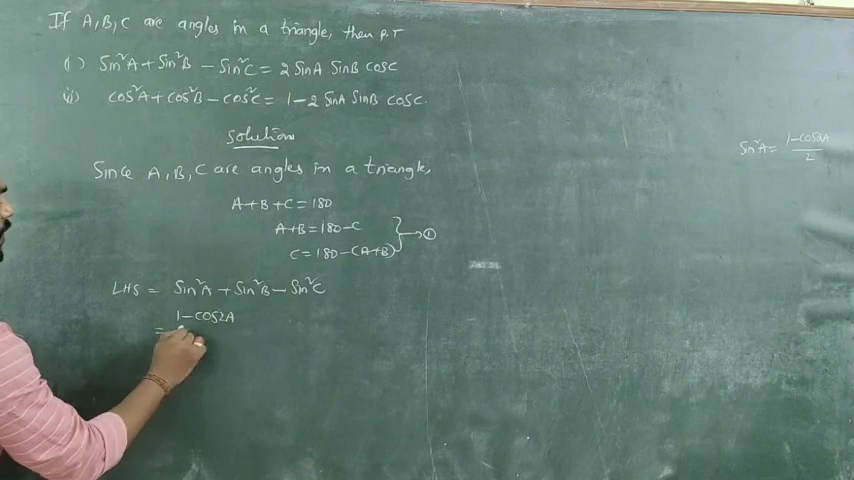 If A, B, C are angles in a triangle, then p.r
(i) Sin²A + Sin²B - Sin²C = 2 SinA SinB cosC
ii) cos²A + cos²B - cos²C = 1 - 2 SinA SinB cosC.
Solution
Since A, B, C are angles in a triangle,
A+B+C = 180
A+B = 180-C
C = 180-(A+B)
→ ①
LHS = Sin²A + Sin²B - Sin²C
= 1-cos2A
Sin²A = 1-cos2A / 2